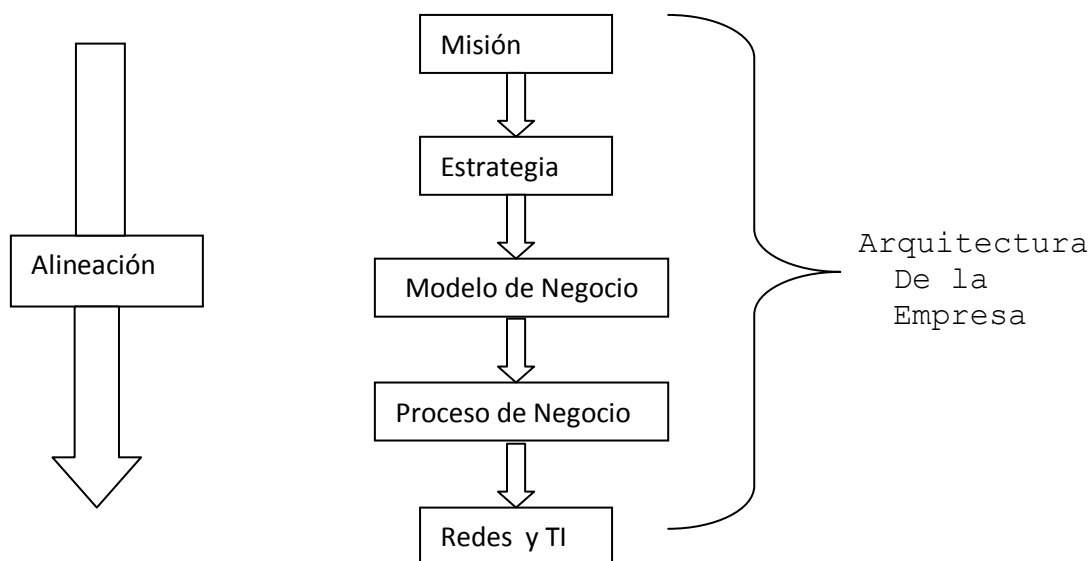 Misión
Estrategia
Alineación
Modelo de Negocio
Proceso de Negocio
Redes y TI
Arquitectura
De la
Empresa